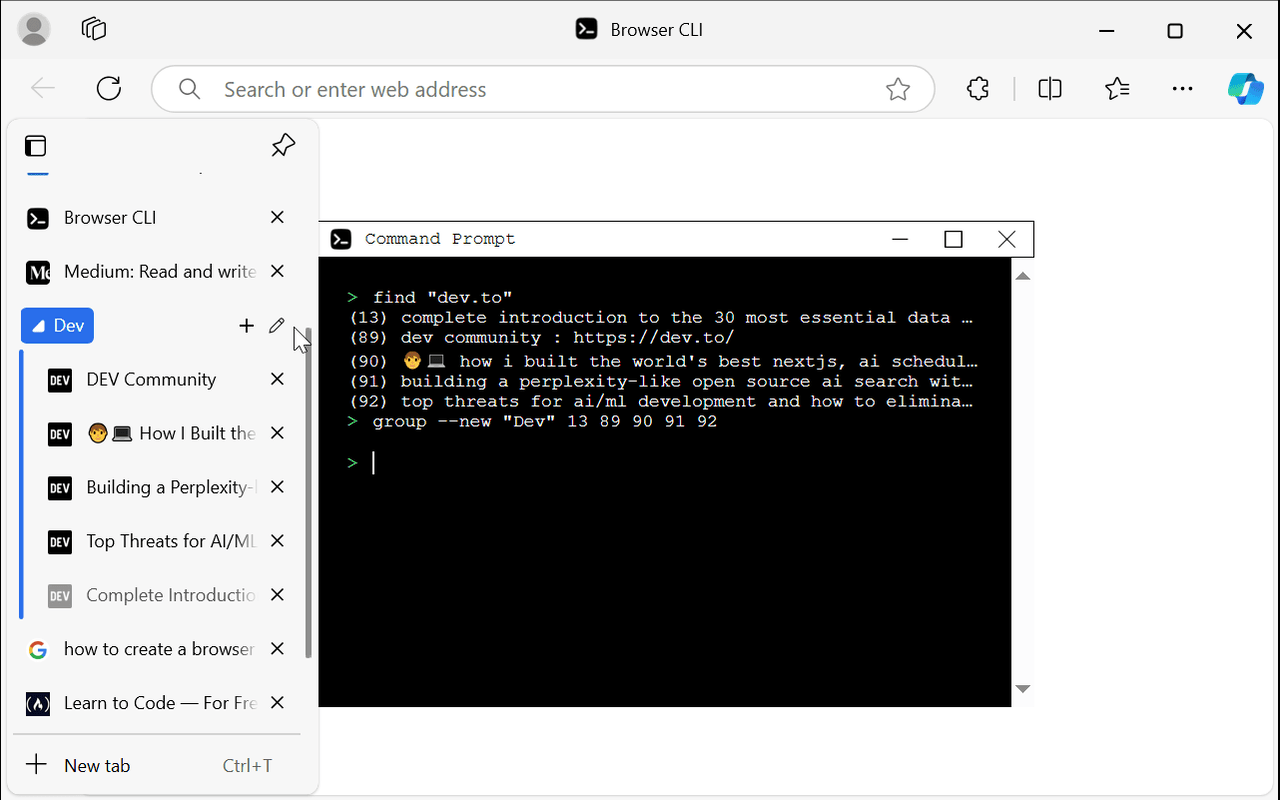 Browser CLI
Search or enter web address
Browser CLI
Medium: Read and write
Dev
DEV DEV Community
DEV 🧑💻 How I Built the
DEV Building a Perplexity-
DEV Top Threats for AI/ML
DEV Complete Introductio
how to create a browser
Learn to Code — For Fre
New tab Ctrl+T
Command Prompt
> find "dev.to"
(13) complete introduction to the 30 most essential data …
(89) dev community : https://dev.to/
(90) 🧑💻 how i built the world's best nextjs, ai schedul…
(91) building a perplexity-like open source ai search wit…
(92) top threats for ai/ml development and how to elimina…
> group --new "Dev" 13 89 90 91 92
>